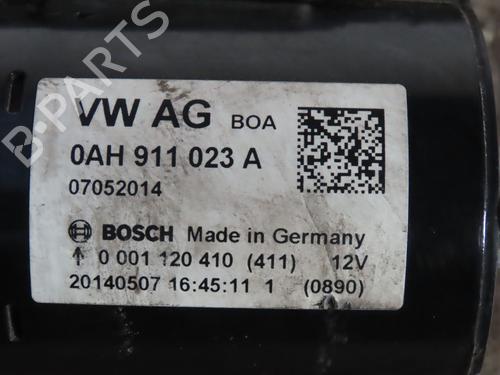 VW AG BOA
0AH 911 023 A
07052014
BOSCH Made in Germany
0 001 120 410 (411) 12V
20140507 16:45:11 1 (0890)
B-PARTS